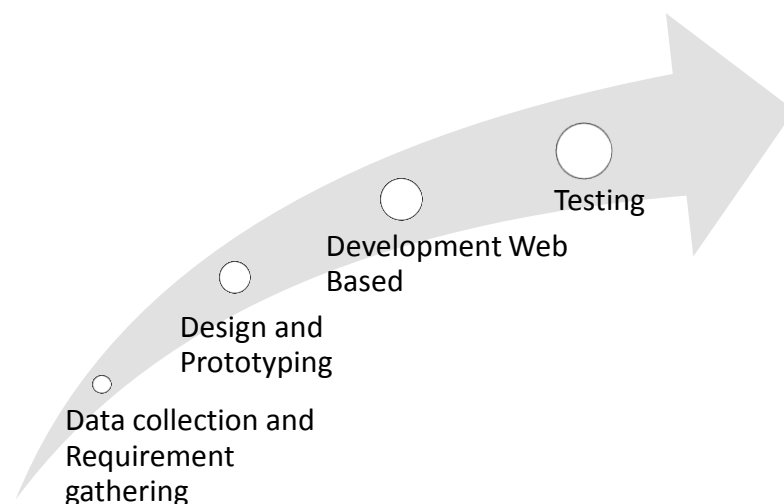 Testing
Development Web
Based
Design and
Prototyping
Data collection and
Requirement
gathering